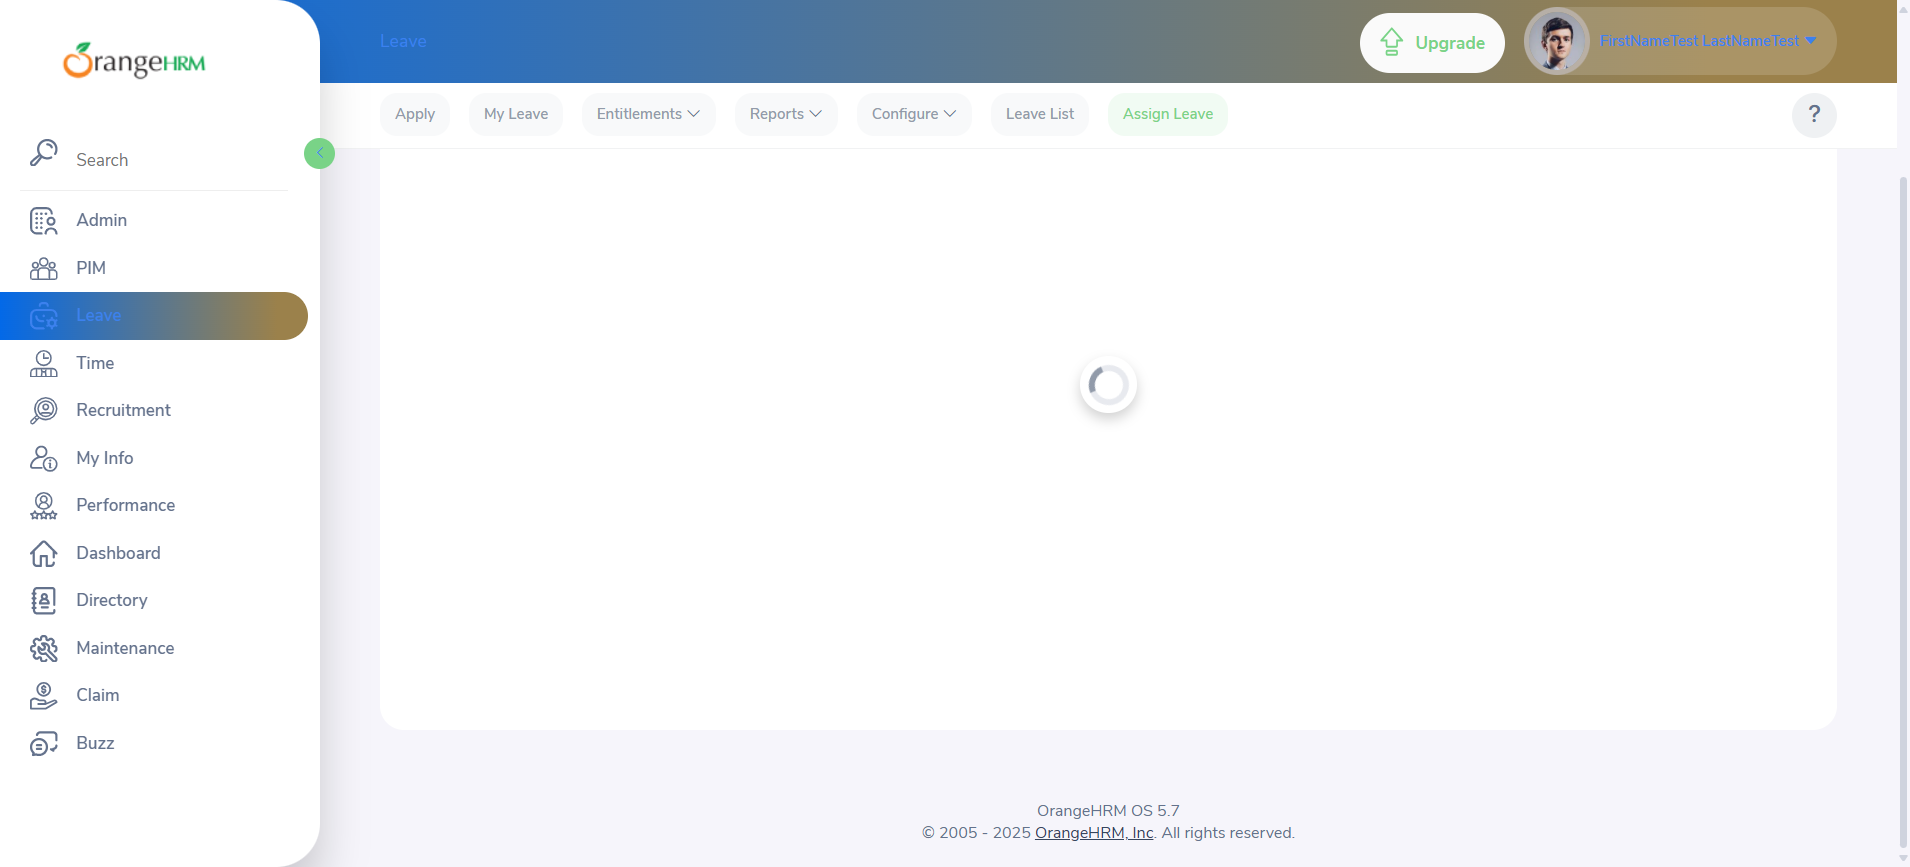 OrangeHRM
Leave
Upgrade
FirstNameTest LastNameTest
Apply
My Leave
Entitlements
Reports
Configure
Leave List
Assign Leave
?
Search
Admin
PIM
Leave
Time
Recruitment
My Info
Performance
Dashboard
Directory
Maintenance
Claim
Buzz
OrangeHRM OS 5.7
© 2005 - 2025 OrangeHRM, Inc. All rights reserved.